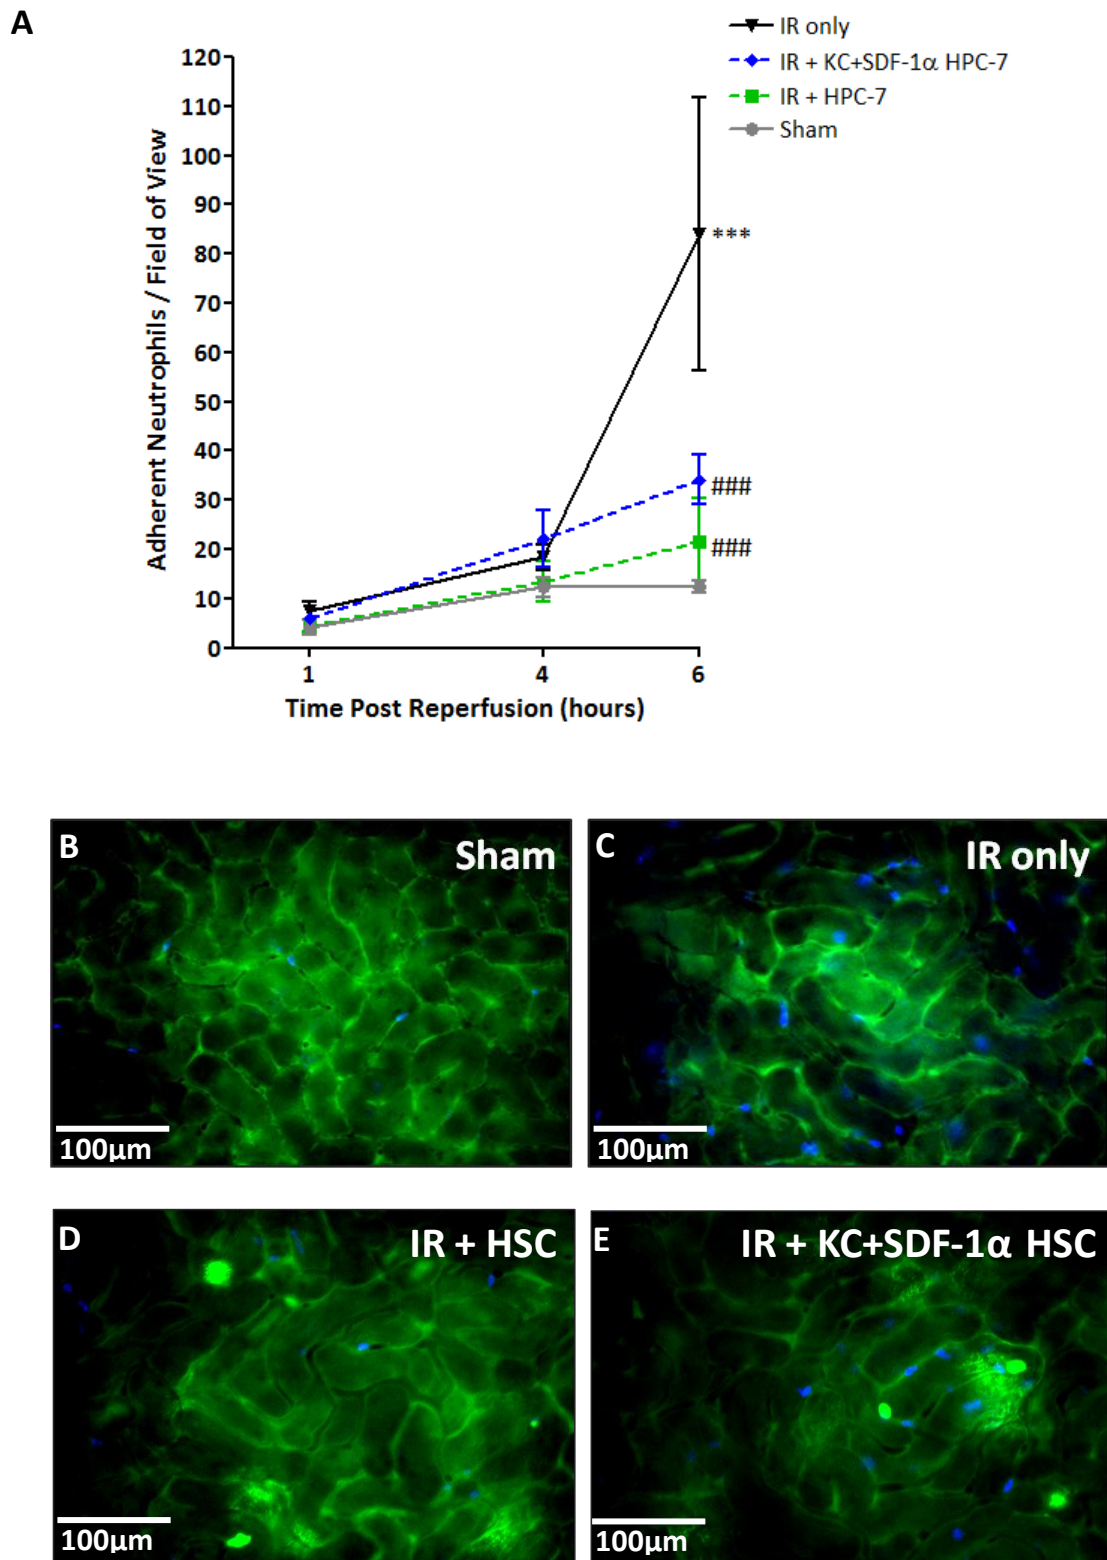 A
IR only
IR + KC+SDF-1α HPC-7
IR + HPC-7
Sham
120
110
100
90
80
70
60
50
40
30
20
10
0
Adherent Neutrophils / Field of View
***
###
###
1
4
6
Time Post Reperfusion (hours)
B
Sham
100μm
C
IR only
100μm
D
IR + HSC
100μm
E
IR + KC+SDF-1α HSC
100μm